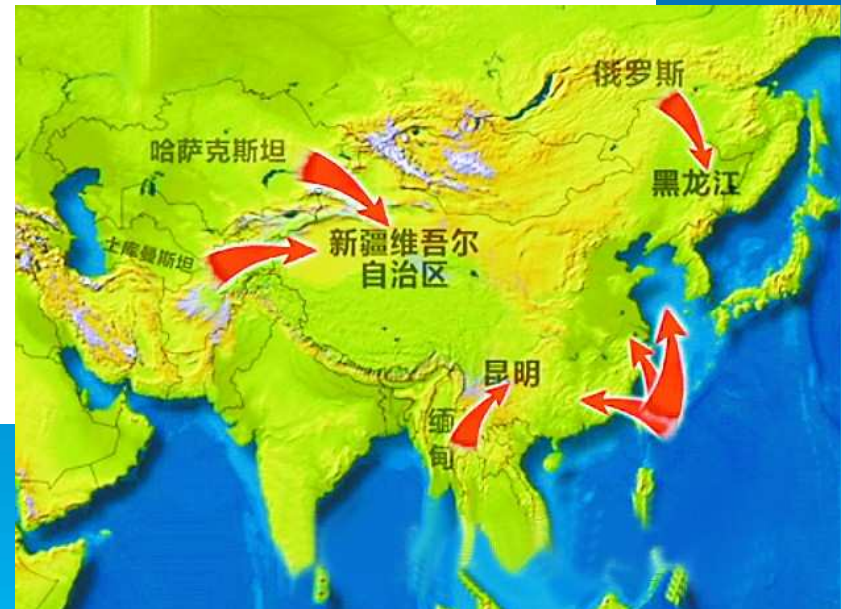 俄罗斯
哈萨克斯坦
黑龙江
土库曼斯坦
新疆维吾尔
自治区
昆明
缅甸